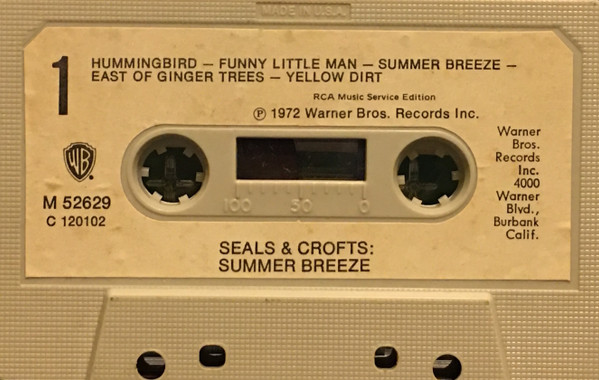 MADE IN U.S.A.
1
HUMMINGBIRD — FUNNY LITTLE MAN — SUMMER BREEZE —
EAST OF GINGER TREES — YELLOW DIRT
RCA Music Service Edition
Ⓟ 1972 Warner Bros. Records Inc.
WB
M 52629
C 120102
100 50 0
Warner
Bros.
Records
Inc.
4000
Warner
Blvd.,
Burbank
Calif.
SEALS & CROFTS:
SUMMER BREEZE